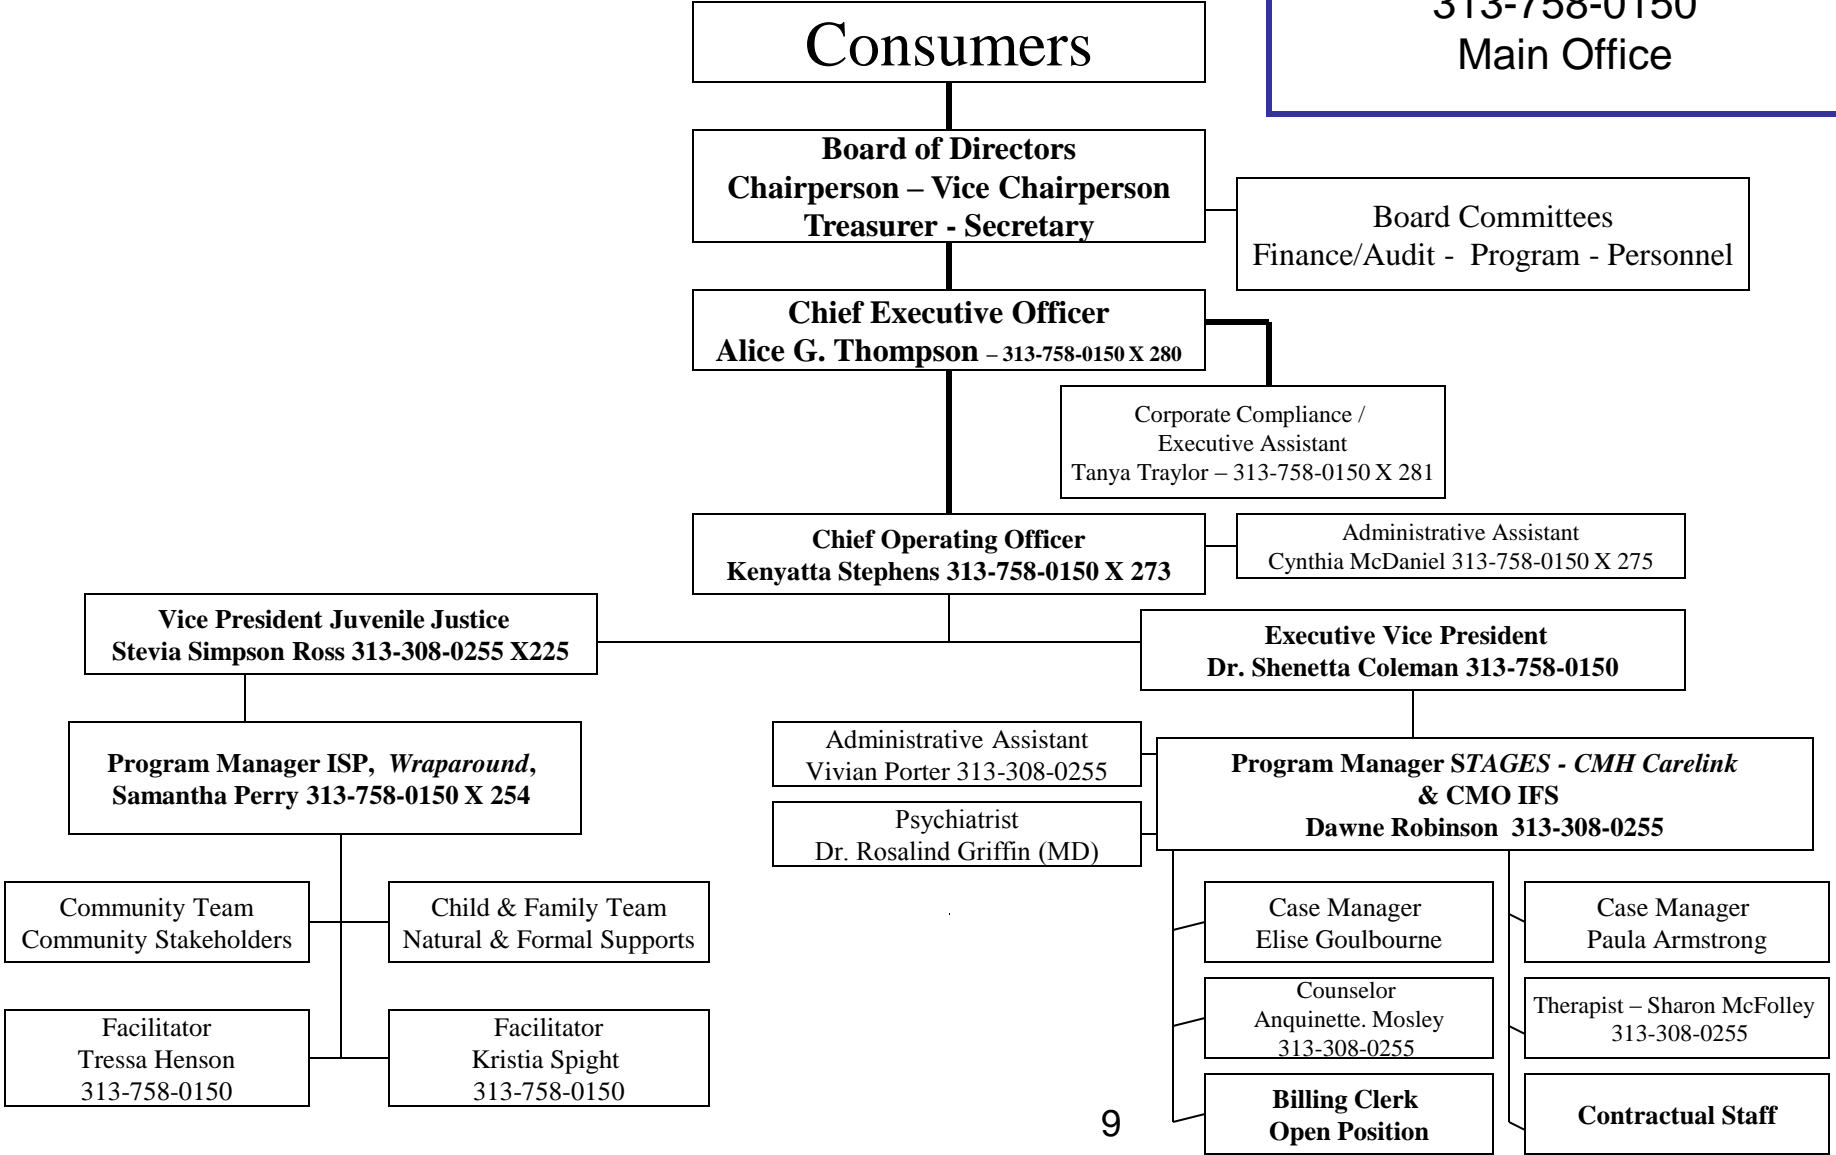 313-758-0150
Main Office
Consumers
Board of Directors
Chairperson – Vice Chairperson
Treasurer - Secretary
Board Committees
Finance/Audit - Program - Personnel
Chief Executive Officer
Alice G. Thompson – 313-758-0150 X 280
Corporate Compliance /
Executive Assistant
Tanya Traylor – 313-758-0150 X 281
Chief Operating Officer
Kenyatta Stephens 313-758-0150 X 273
Administrative Assistant
Cynthia McDaniel 313-758-0150 X 275
Vice President Juvenile Justice
Stevia Simpson Ross 313-308-0255 X225
Executive Vice President
Dr. Shenetta Coleman 313-758-0150
Program Manager ISP, Wraparound,
Samantha Perry 313-758-0150 X 254
Administrative Assistant
Vivian Porter 313-308-0255
Psychiatrist
Dr. Rosalind Griffin (MD)
Program Manager STAGES - CMH Carelink
& CMO IFS
Dawne Robinson 313-308-0255
Community Team
Community Stakeholders
Child & Family Team
Natural & Formal Supports
Facilitator
Tressa Henson
313-758-0150
Facilitator
Kristia Spight
313-758-0150
Case Manager
Elise Goulbourne
Case Manager
Paula Armstrong
Counselor
Anquinette. Mosley
313-308-0255
Therapist – Sharon McFolley
313-308-0255
Billing Clerk
Open Position
Contractual Staff
9